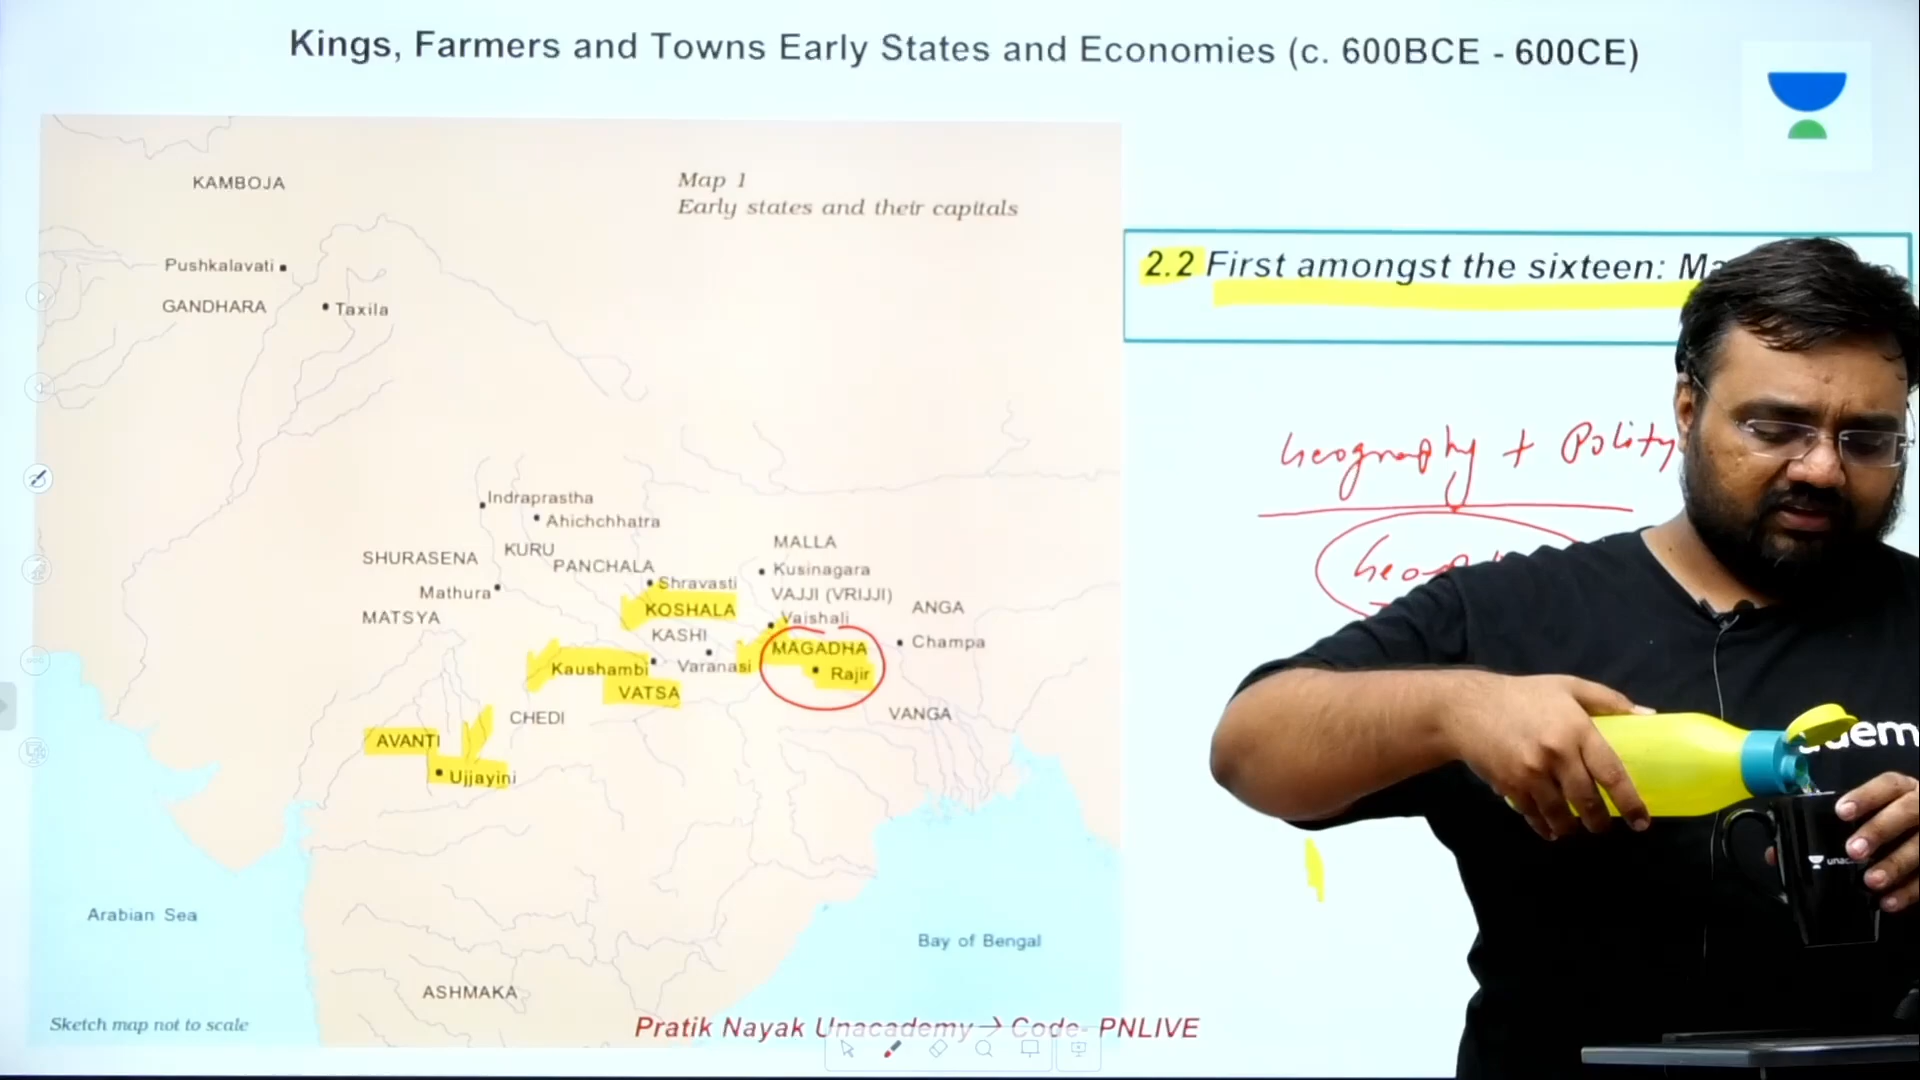 Kings, Farmers and Towns Early States and Economies (c. 600BCE - 600CE)
KAMBOJA
Map 1
Early states and their capitals
Pushkalavati
GANDHARA
Taxila
2.2 First amongst the sixteen:
Geography + Polity
Indraprastha
Ahichchhatra
SHURASENA
KURU
PANCHALA
MALLA
Kusinagara
Shravasti
Mathura
VAJJI (VRIJJI)
KOSHALA
MATSYA
Vaishali
ANGA
KASHI
Champa
MAGADHA
Kaushambi
Varanasi
Rajir
VATSA
CHEDI
VANGA
AVANTI
Ujjayini
Arabian Sea
Bay of Bengal
ASHMAKA
Sketch map not to scale
Pratik Nayak Unacademy → Code- PNLIVE